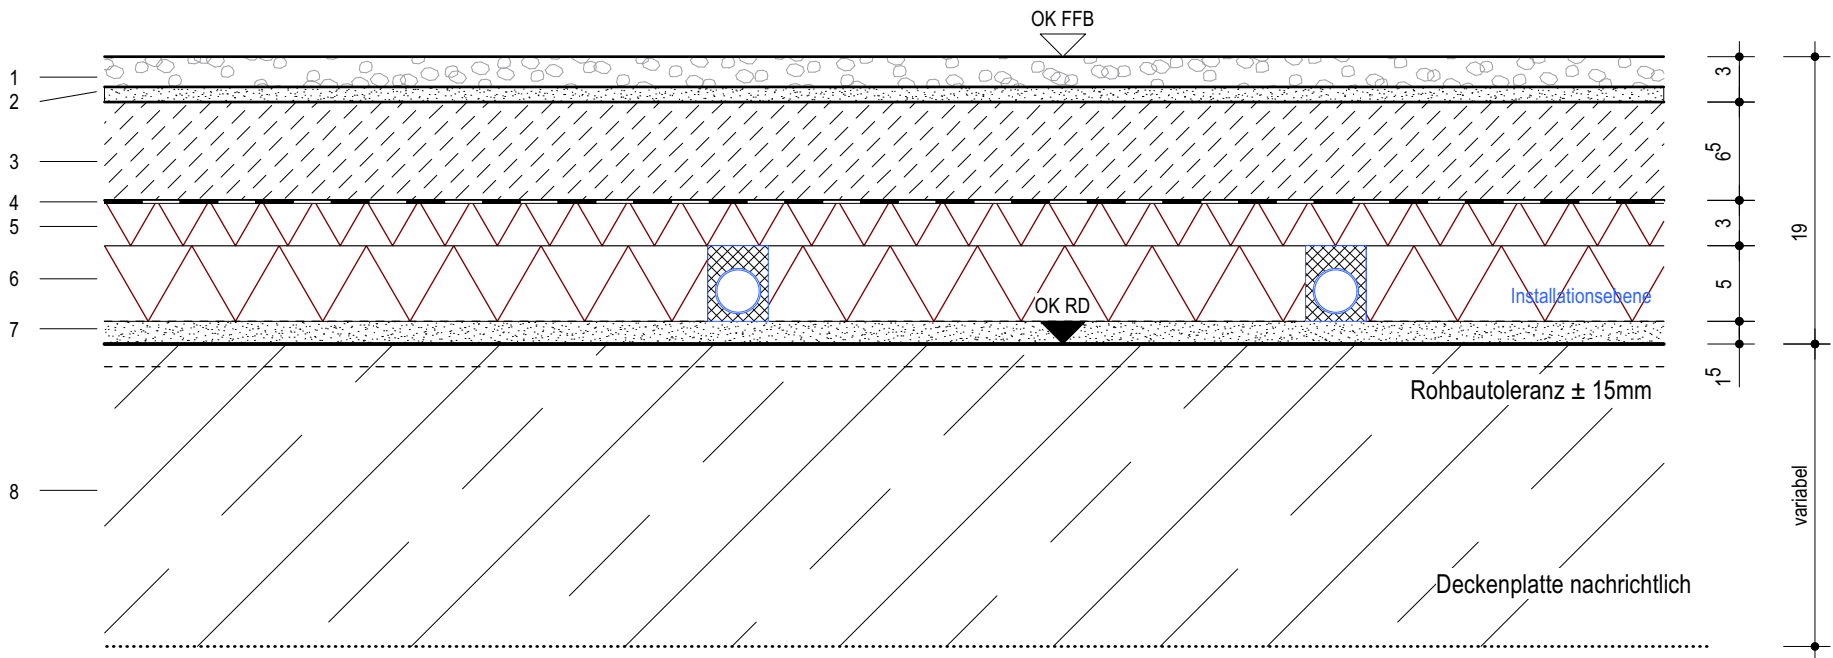 OK FFB
1
2
3
4
5
6
7
8
OK RD
Installationsebene
Rohbautoleranz ± 15mm
Deckenplatte nachrichtlich
3
6⁵
3
5
1⁵
19
variabel